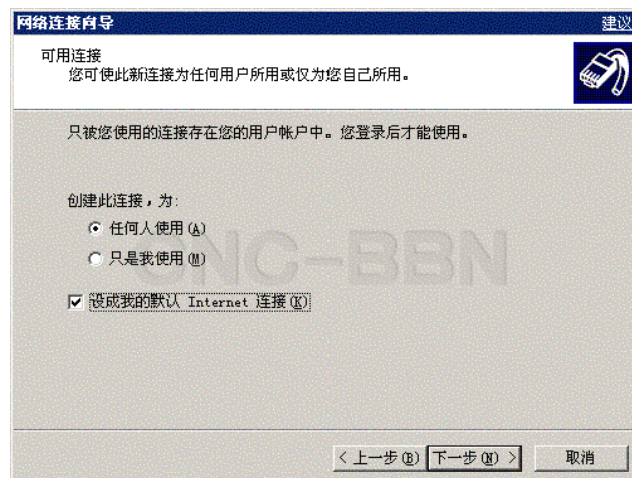 网络连接向导
建议
可用连接
您可使此新连接为任何用户所用或仅为您自己所用。
只被您使用的连接存在您的用户帐户中。您登录后才能使用。
创建此连接，为:
任何人使用(A)
只是我使用(M)
CNC-BBN
设成我的默认 Internet 连接(K)
< 上一步(B) 下一步(N) > 取消